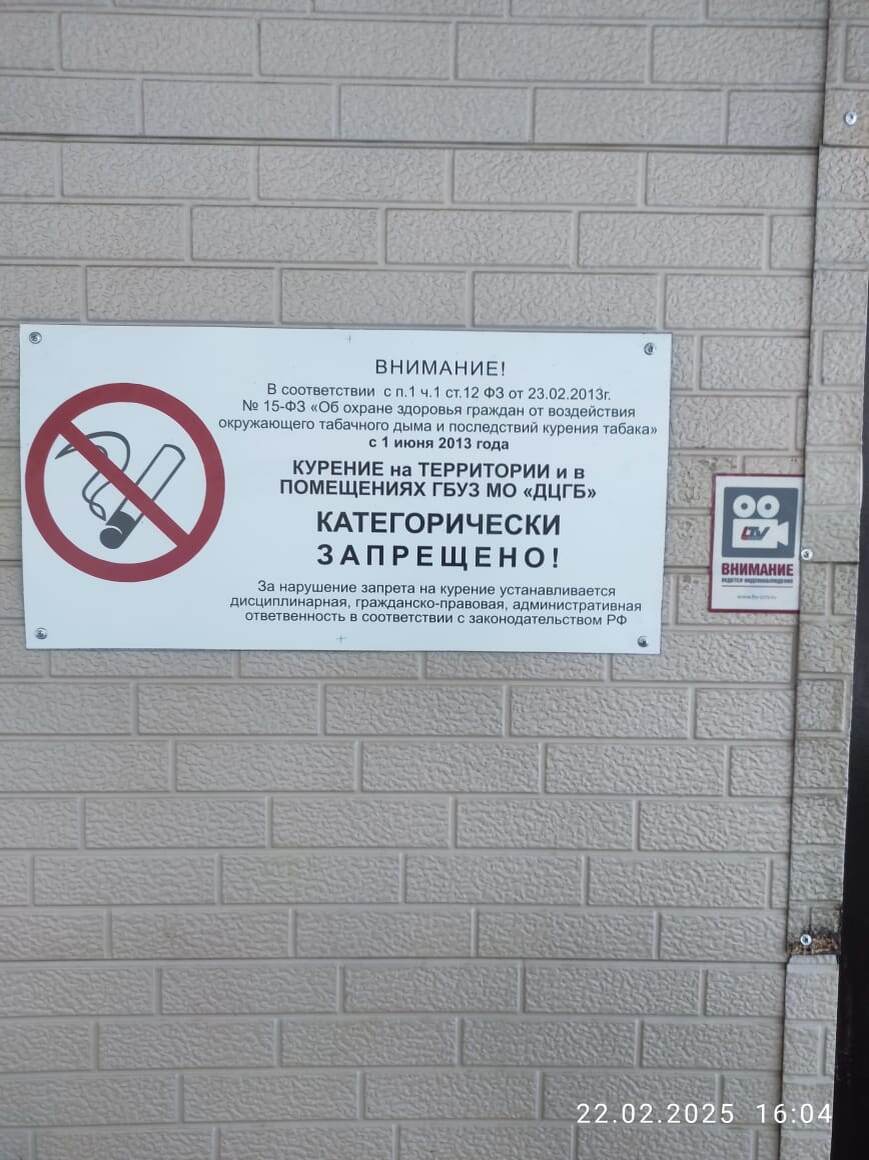 ВНИМАНИЕ!
В соответствии с п.1 ч.1 ст.12 ФЗ от 23.02.2013г.
№ 15-ФЗ «Об охране здоровья граждан от воздействия
окружающего табачного дыма и последствий курения табака»
с 1 июня 2013 года
КУРЕНИЕ на ТЕРРИТОРИИ и в
ПОМЕЩЕНИЯХ ГБУЗ МО «ДЦГБ»
КАТЕГОРИЧЕСКИ
ЗАПРЕЩЕНО!
За нарушение запрета на курение устанавливается
дисциплинарная, гражданско-правовая, административная
ответственность в соответствии с законодательством РФ
LTV
ВНИМАНИЕ
ВЕДЕТСЯ ВИДЕОНАБЛЮДЕНИЕ
22.02.2025 16:04